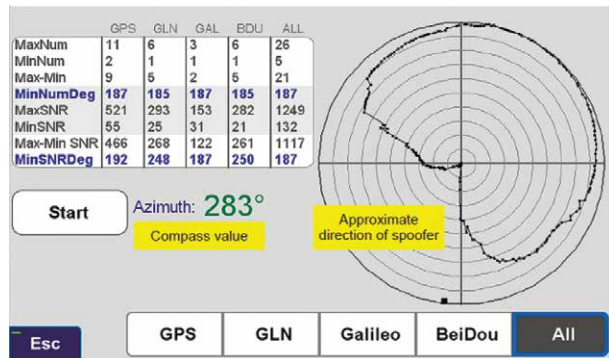 GPS GLN GAL BDU ALL
MaxNum 11 6 3 6 26
MinNum 2 1 1 1 5
Max-Min 9 5 2 5 21
MinNumDeg 187 185 187 185 187
MaxSNR 521 293 153 282 1249
MinSNR 55 25 31 21 132
Max-Min SNR 466 268 122 261 1117
MinSNRDeg 192 248 187 250 187
Start
Azimuth: 283°
Compass value
Approximate
direction of spoofer
Esc
GPS GLN Galileo BeiDou All